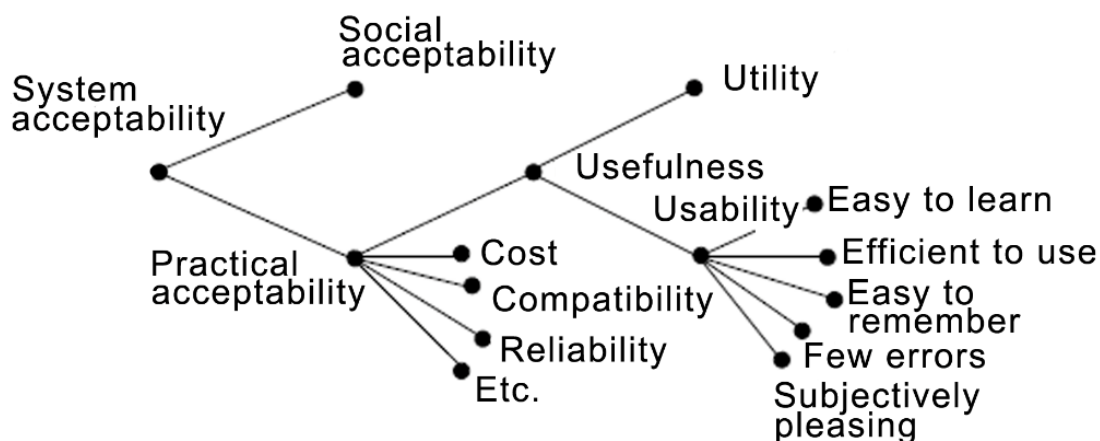 Social
acceptability
System
acceptability
Utility
Usefulness
Usability
Easy to learn
Practical
acceptability
Cost
Compatibility
Reliability
Etc.
Efficient to use
Easy to
remember
Few errors
Subjectively
pleasing